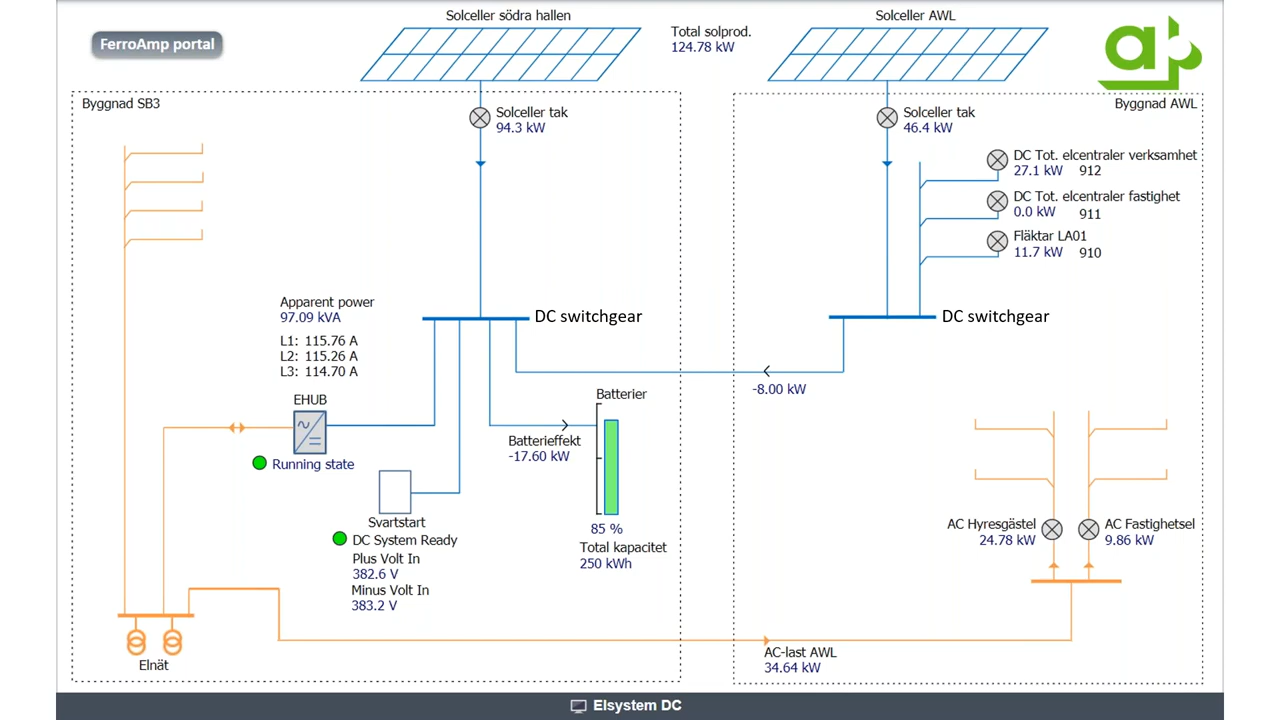 Solceller södra hallen
Solceller AWL
FerroAmp portal
Total solprod.
124.78 kW
ap
Byggnad SB3
Byggnad AWL
Solceller tak
94.3 kW
Solceller tak
46.4 kW
DC Tot. elcentraler verksamhet
27.1 kW 912
DC Tot. elcentraler fastighet
0.0 kW 911
Fläktar LA01
11.7 kW 910
Apparent power
97.09 kVA
L1: 115.76 A
L2: 115.26 A
L3: 114.70 A
DC switchgear
DC switchgear
-8.00 kW
EHUB
Running state
Batterier
Batterieffekt
-17.60 kW
85 %
Total kapacitet
250 kWh
Svartstart
DC System Ready
Plus Volt In
382.6 V
Minus Volt In
383.2 V
AC Hyresgästel
24.78 kW
AC Fastighetsel
9.86 kW
Elnät
AC-last AWL
34.64 kW
Elsystem DC